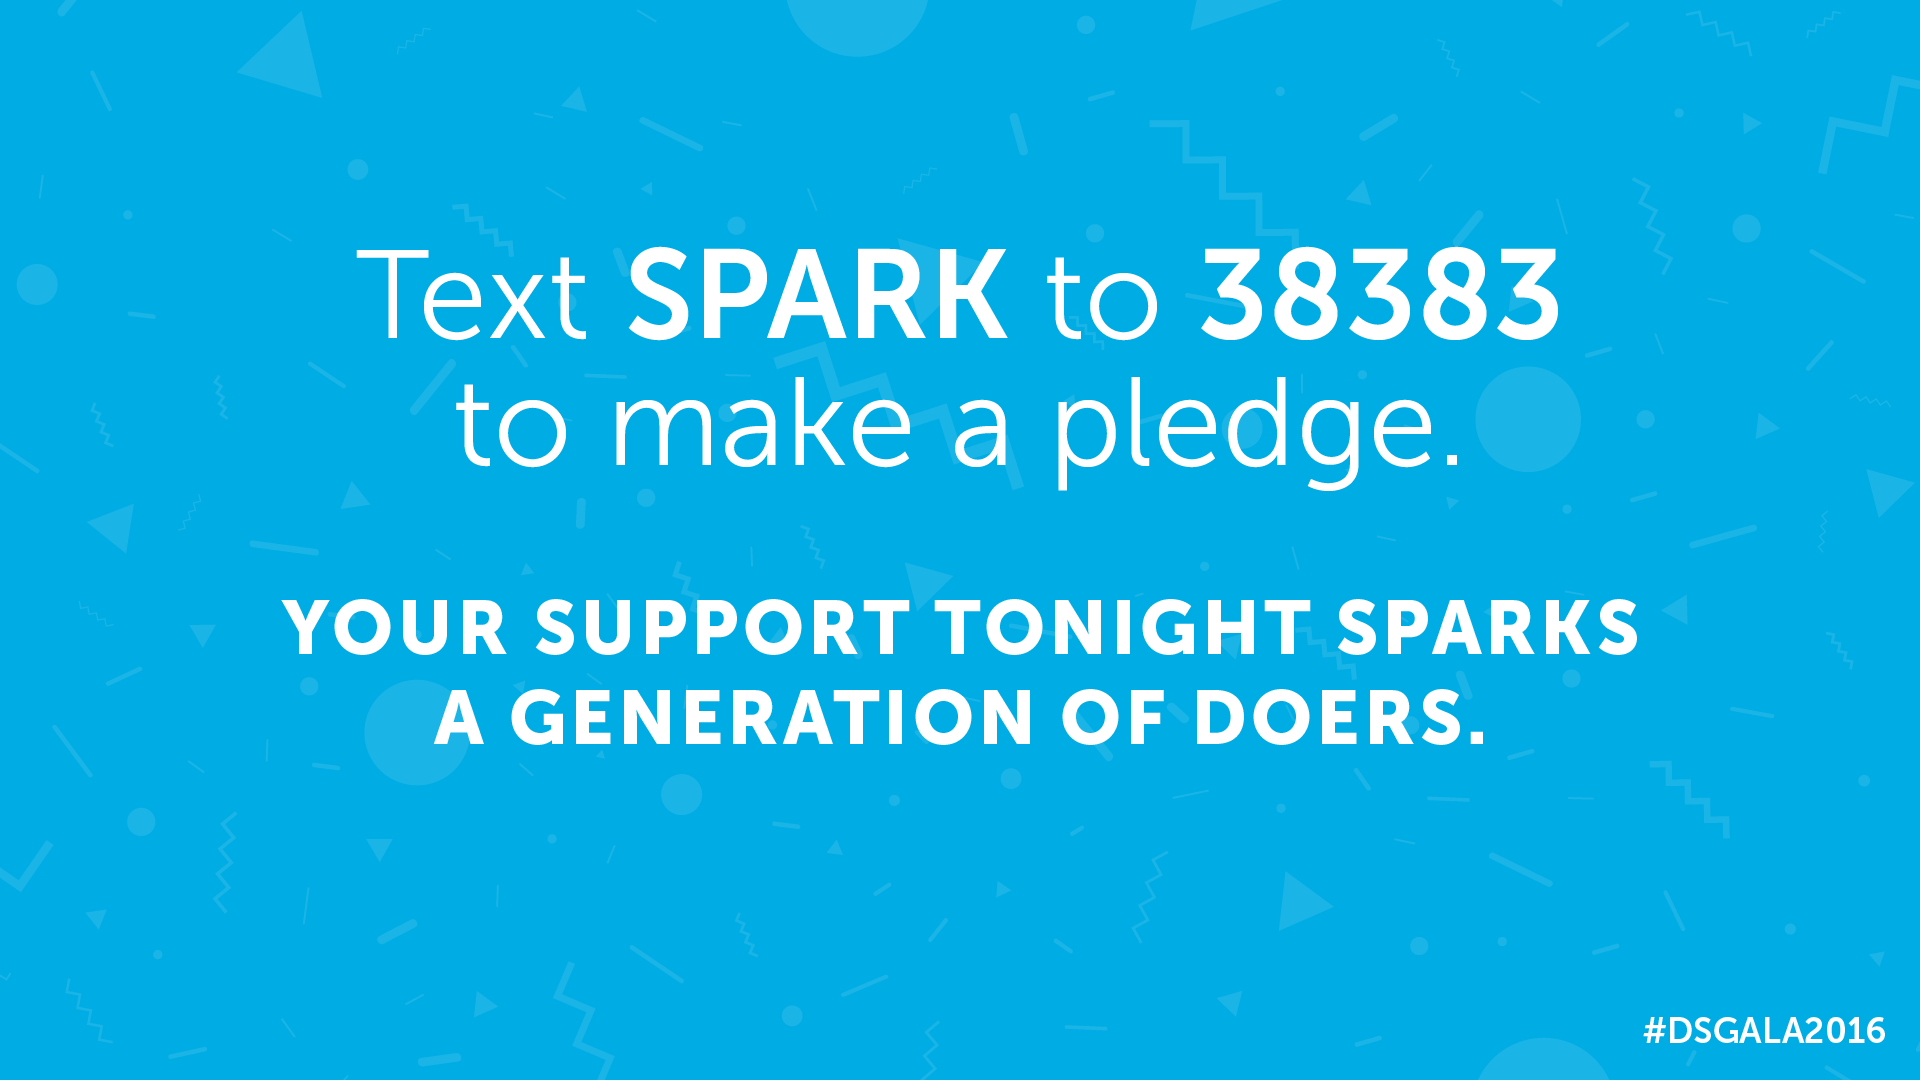 Text SPARK to 38383
to make a pledge.
YOUR SUPPORT TONIGHT SPARKS
A GENERATION OF DOERS.
#DSGALA2016